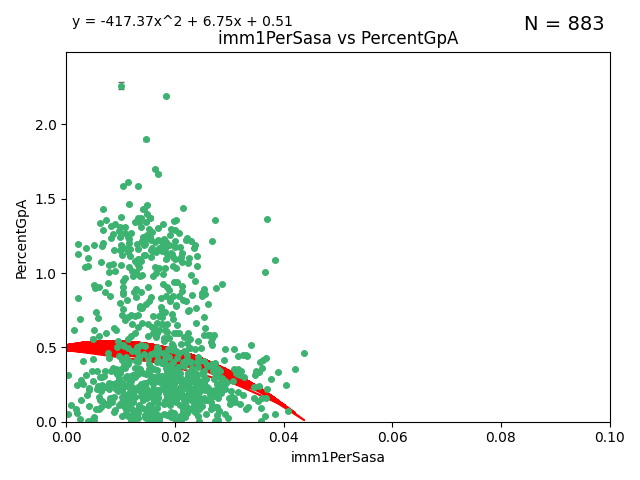 y = -417.37x^2 + 6.75x + 0.51
N = 883
imm1PerSasa vs PercentGpA
PercentGpA
2.0
1.5
1.0
0.5
0.0
0.00 0.02 0.04 0.06 0.08 0.10
imm1PerSasa